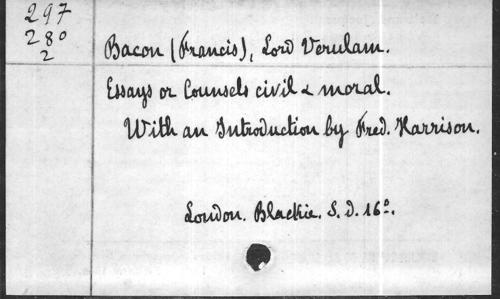 297
280
2
Bacon (Francis), Lord Verulam.
Essays or Counsels civil & moral.
With an Introduction by Fred. Harrison.
London. Blackie. S. d. 16º.